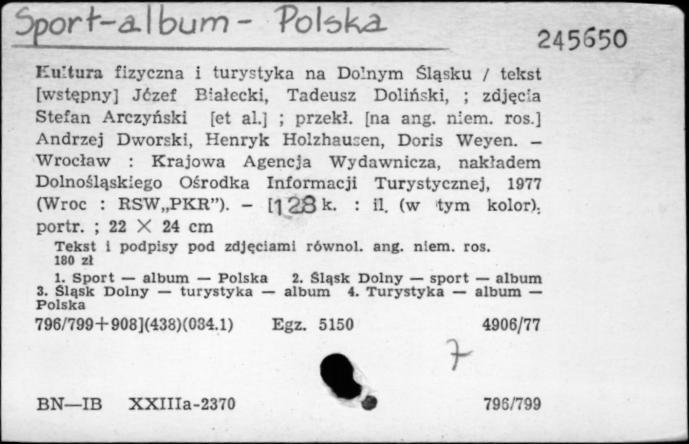 Sport-album - Polska
245650
Kultura fizyczna i turystyka na Dolnym Śląsku / tekst
[wstępny] Józef Białecki, Tadeusz Doliński, ; zdjęcia
Stefan Arczyński [et al.] ; przekł. [na ang. niem. ros.]
Andrzej Dworski, Henryk Holzhausen, Doris Weyen. —
Wrocław : Krajowa Agencja Wydawnicza, nakładem
Dolnośląskiego Ośrodka Informacji Turystycznej, 1977
(Wroc : RSW„PKR"). — [128 k. : il. (w tym kolor).
portr. ; 22 × 24 cm
Tekst i podpisy pod zdjęciami równol. ang. niem. ros.
180 zł
1. Sport — album — Polska 2. Śląsk Dolny — sport — album
3. Śląsk Dolny — turystyka — album 4. Turystyka — album —
Polska
796/799+908](438)(084.1) Egz. 5150 4906/77
7
BN—IB XXIIIa-2370 796/799